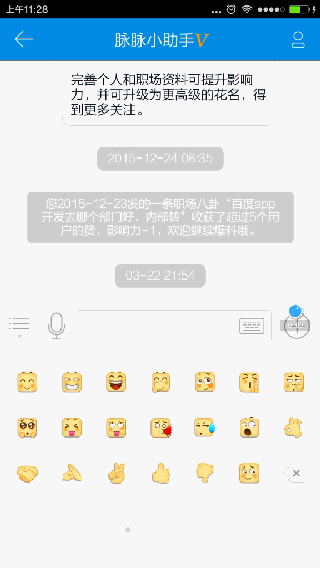 上午11:28
脉脉小助手V
完善个人和职场资料可提升影响
力，并可升级为更高级的花名，得
到更多关注。
2015-12-24 08:35
您2015-12-23发的一条职场八卦“百度app
开发去哪个部门好，内部转”收获了超过5个用
户的赞，影响力+1，欢迎继续爆料哦。
03-22 21:54